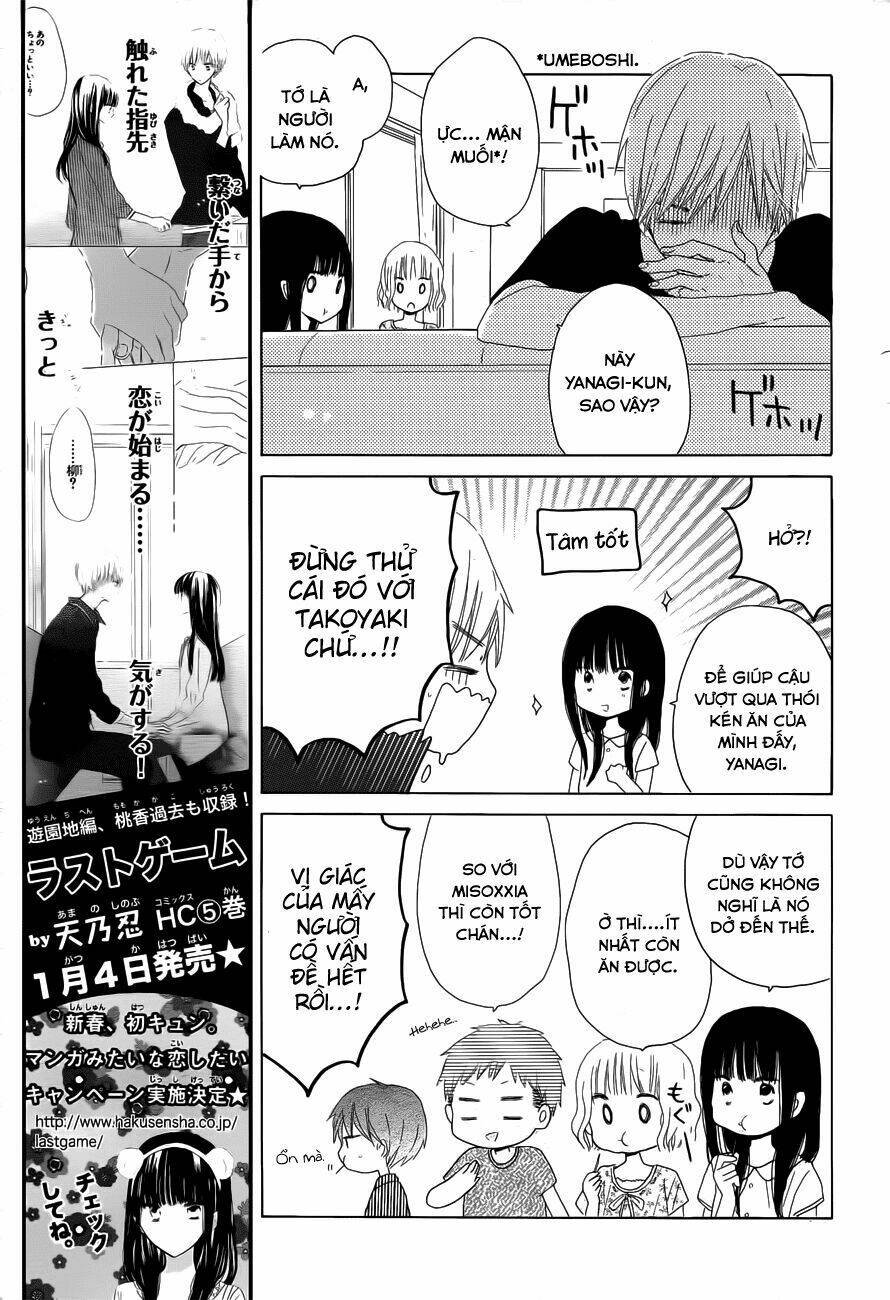 *UMEBOSHI.
ゲホッ
ỰC... MẬN
MUỐI*!
A,
TỚ LÀ
NGƯỜI
LÀM NÓ.
NÀY
YANAGI-KUN,
SAO VẬY?
ゲホッ
HỞ?!
Tâm tốt
ĐỂ GIÚP CẬU
VƯỢT QUA THÓI
KÉN ĂN CỦA
MÌNH ĐẤY,
YANAGI.
ĐỪNG THỬ
CÁI ĐÓ VỚI
TAKOYAKI
CHỨ...!!
DÙ VẬY TỚ
CŨNG KHÔNG
NGHĨ LÀ NÓ
DỞ ĐẾN THẾ.
Ờ THÌ....ÍT
NHẤT CÒN
ĂN ĐƯỢC.
SO VỚI
MISOXXIA
THÌ CÒN TỐT
CHÁN...!
VỊ GIÁC
CỦA MẤY
NGƯỜI
CÓ VẤN
ĐỀ HẾT
RỒI...!
Hehehe...
Ổn mà.
もぐ
あの
ちょっといい…?
触れた指先
繋いだ手から
きっと
恋が始まる……
……柳?
気がする!
遊園地編、桃香過去も収録!
ラストゲーム
by 天乃忍 HC⑤巻
1月4日発売★
新春、初キュン。
マンガみたいな恋したい
キャンペーン実施決定★
http://www.hakusensha.co.jp/
lastgame/
チェック
してね。